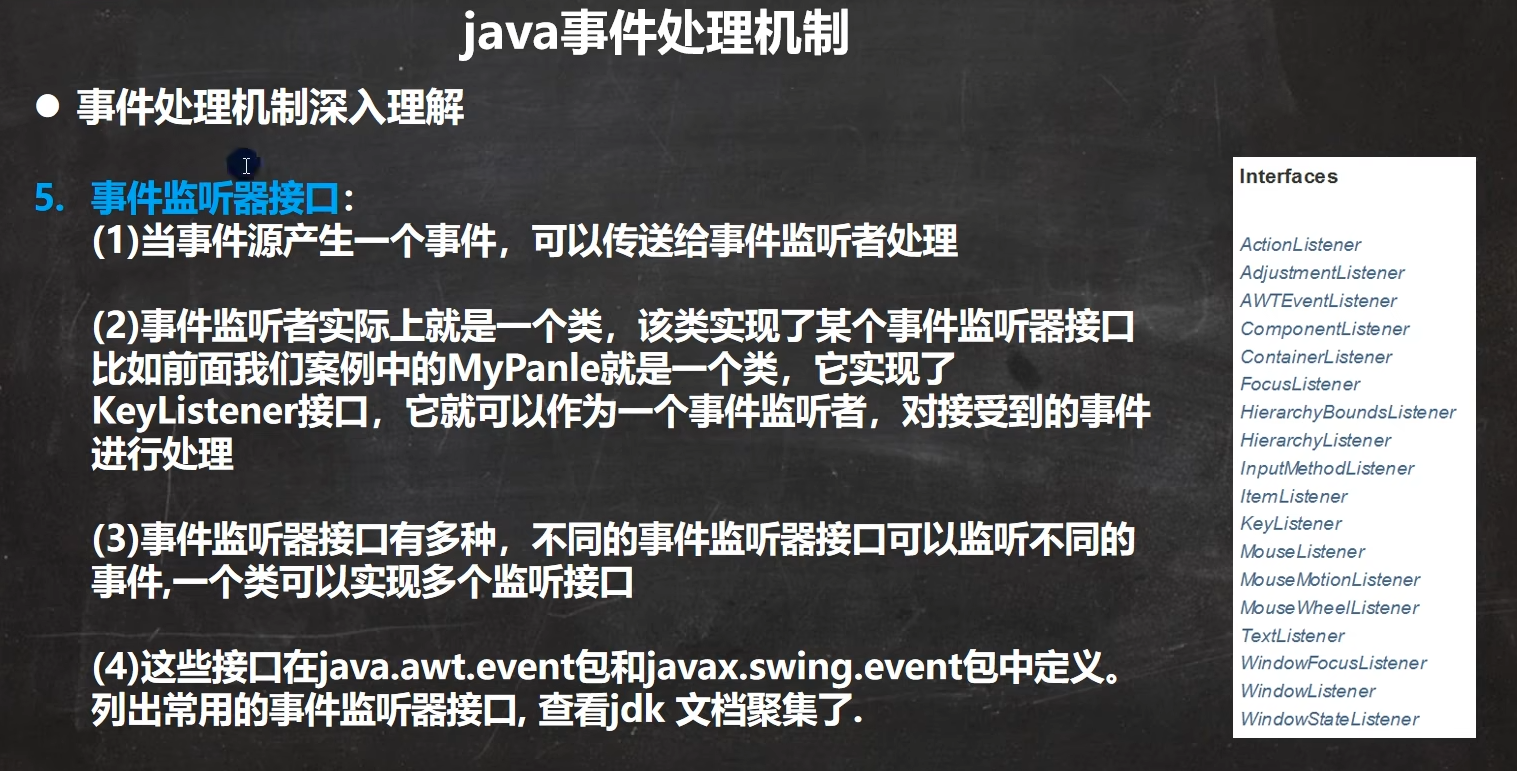 java事件处理机制
● 事件处理机制深入理解
5. 事件监听器接口：
(1)当事件源产生一个事件，可以传送给事件监听者处理
(2)事件监听者实际上就是一个类，该类实现了某个事件监听器接口
比如前面我们案例中的MyPanle就是一个类，它实现了
KeyListener接口，它就可以作为一个事件监听者，对接受到的事件
进行处理
(3)事件监听器接口有多种，不同的事件监听器接口可以监听不同的
事件,一个类可以实现多个监听接口
(4)这些接口在java.awt.event包和javax.swing.event包中定义。
列出常用的事件监听器接口, 查看jdk 文档聚集了.
Interfaces
ActionListener
AdjustmentListener
AWTEventListener
ComponentListener
ContainerListener
FocusListener
HierarchyBoundsListener
HierarchyListener
InputMethodListener
ItemListener
KeyListener
MouseListener
MouseMotionListener
MouseWheelListener
TextListener
WindowFocusListener
WindowListener
WindowStateListener